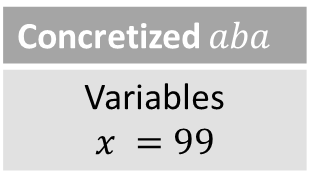 Concretized aba
Variables
x = 99